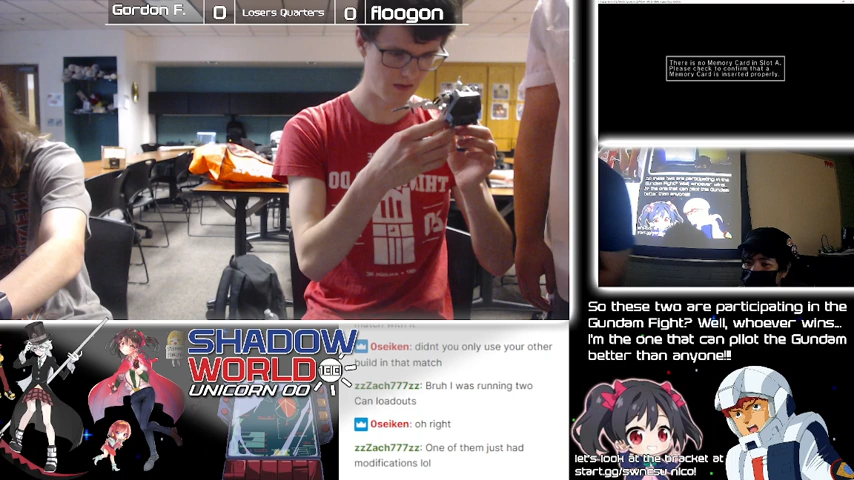 Gordon F.
0
Losers Quarters
0
floogon
There is no Memory Card in Slot A.
Please check to confirm that a
Memory Card is inserted properly.
So these two are participating in the
Gundam Fight? Well, whoever wins...
I'm the one that can pilot the Gundam
better than anyone!!!
SHADOW
WORLD
UNICORN 00
0seiken: didnt you only use your other
build in that match
zzZach777zz: Bruh I was running two
Can loadouts
0seiken: oh right
zzZach777zz: One of them just had
modifications lol
let's look at the bracket at
start.gg/swncsu nico!